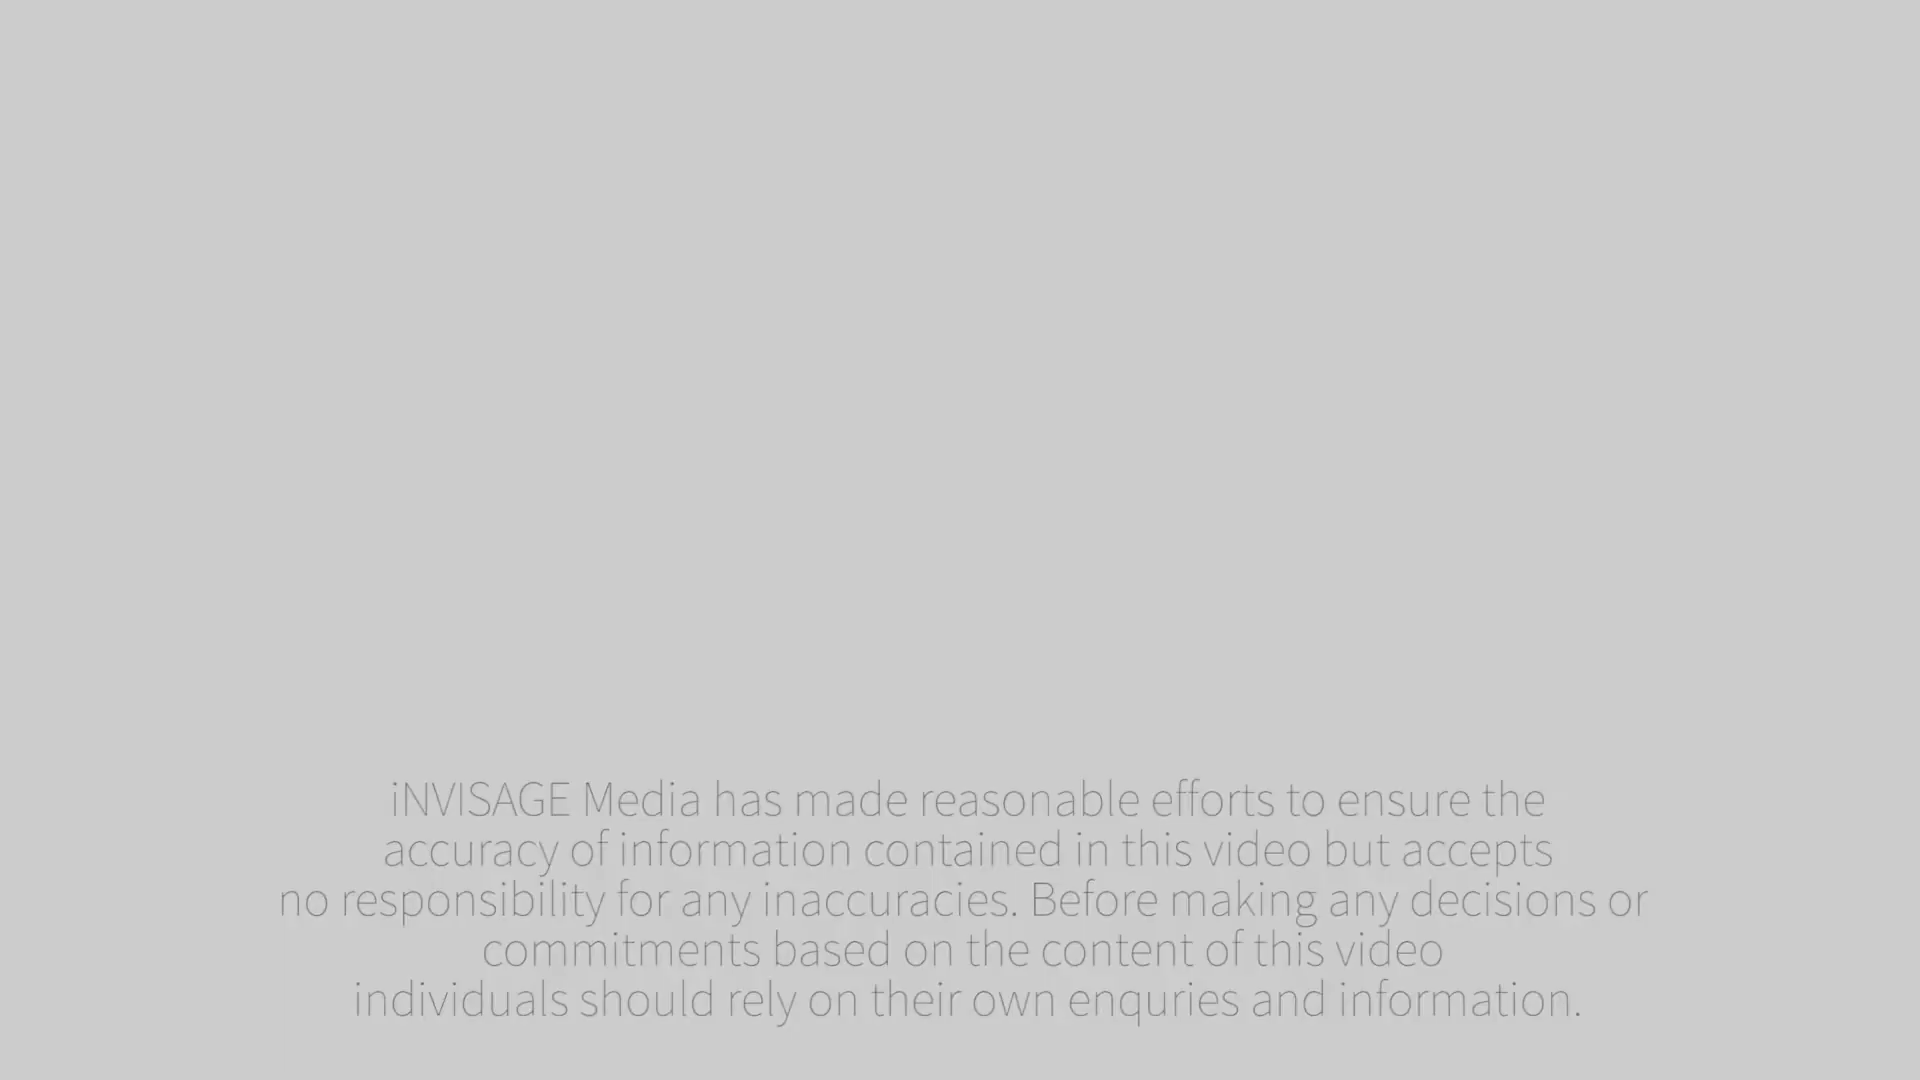 iNVISAGE Media has made reasonable efforts to ensure the
accuracy of information contained in this video but accepts
no responsibility for any inaccuracies. Before making any decisions or
commitments based on the content of this video
individuals should rely on their own enquries and information.